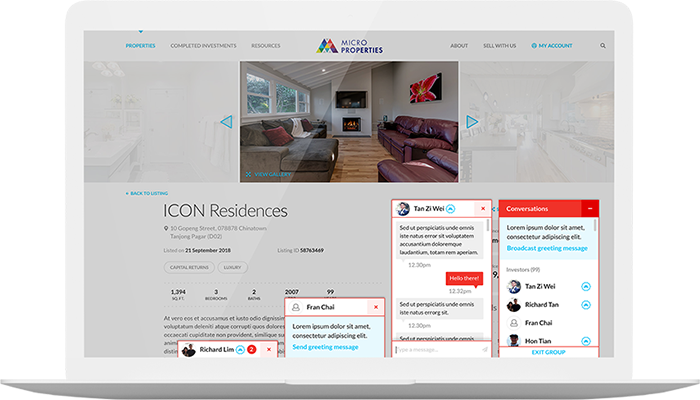 PROPERTIES
COMPLETED INVESTMENTS
RESOURCES
MICRO
PROPERTIES
ABOUT
SELL WITH US
MY ACCOUNT
VIEW GALLERY
BACK TO LISTING
ICON Residences
10 Gopeng Street, 078878 Chinatown
Tanjong Pagar (D02)
Listed on 21 September 2018
Listing ID 58763469
CAPITAL RETURNS
LUXURY
1,394
SQ. FT.
3
BEDROOMS
2
BATHS
2007
99
At vero eos et accusamus et iusto odio dignissim
voluptatum deleniti atque corrupti quos dolores
occaecati cupiditate non provident, similique sun
Richard Lim 2
Fran Chai
Lorem ipsum dolor sit amet,
consectetur adipiscing elit.
Send greeting message
Tan Zi Wei
Sed ut perspiciatis unde omnis
iste natus error sit voluptatem
accusantium doloremque
laudantium, totam rem aperiam.
12.30pm
Hello there!
12.32pm
Sed ut perspiciatis unde omnis
iste natus errorg sit.
12.30pm
Sed ut perspiciatis unde omnis
Type a message...
Conversations
Lorem ipsum dolor sit amet,
consectetur adipiscing elit.
Broadcast greeting message
Investors (99)
Tan Zi Wei
Richard Tan
Fran Chai
Hon Tian
EXIT GROUP